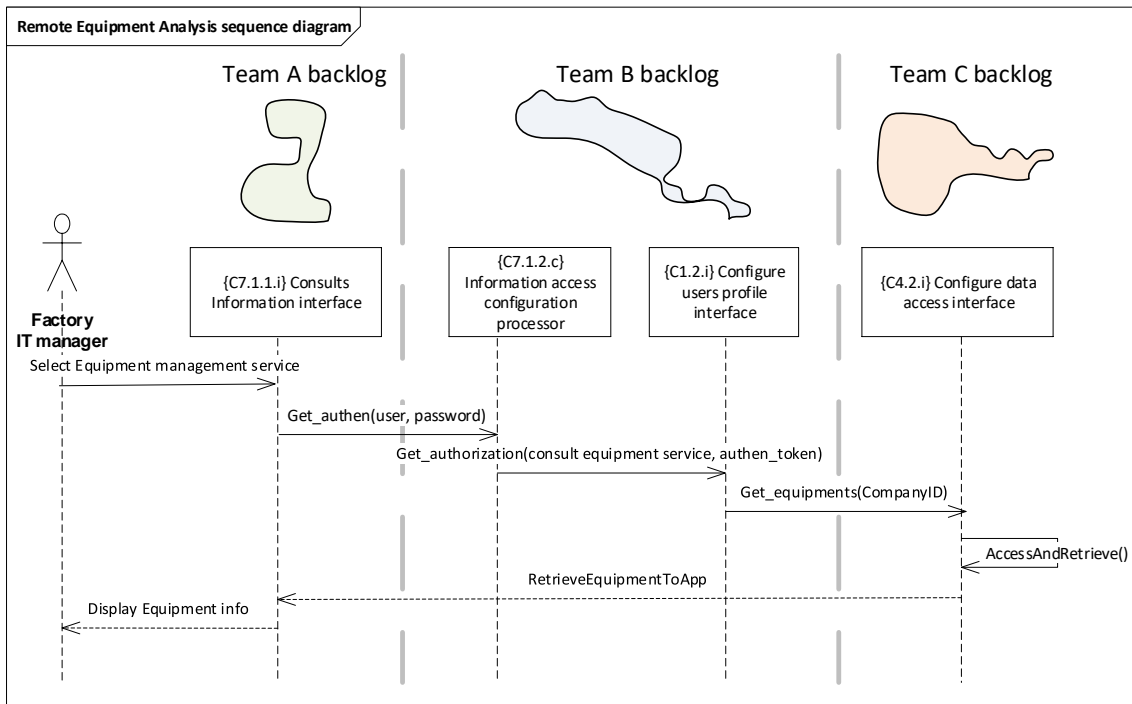 Remote Equipment Analysis sequence diagram
Team A backlog
Team B backlog
Team C backlog
{C7.1.1.i} Consults
Information interface
{C7.1.2.c}
Information access
configuration
processor
{C1.2.i} Configure
users profile
interface
{C4.2.i} Configure data
access interface
Factory
IT manager
Select Equipment management service
Get_authen(user, password)
Get_authorization(consult equipment service, authen_token)
Get_equipments(CompanyID)
AccessAndRetrieve()
RetrieveEquipmentToApp
Display Equipment info